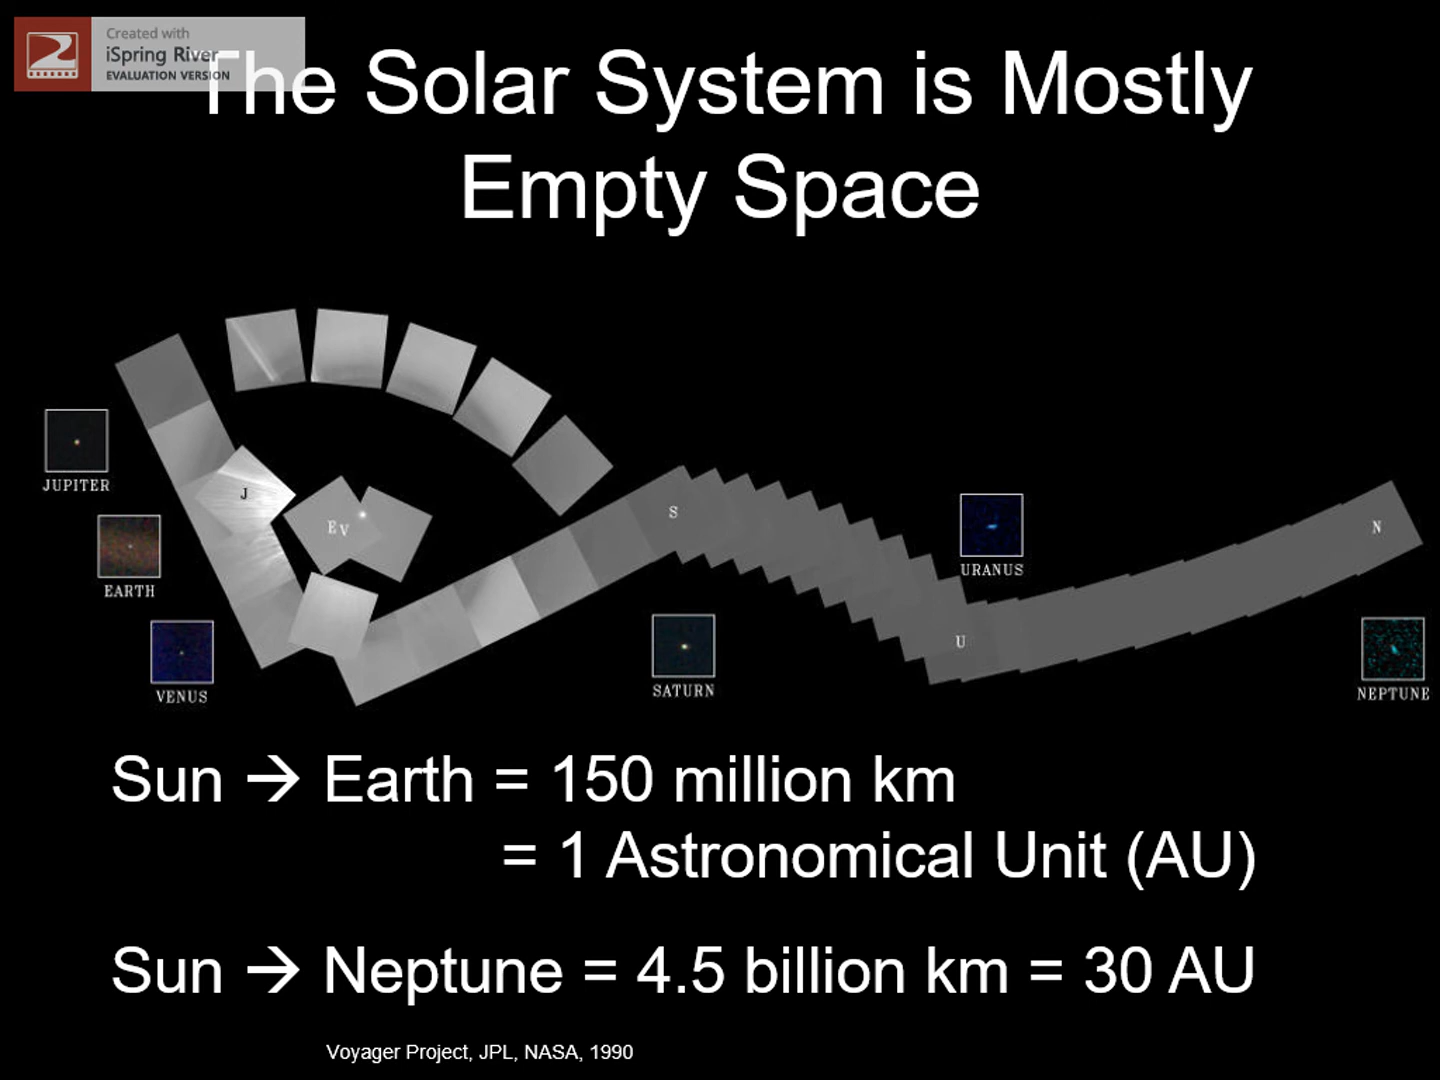 Created with
iSpring River
EVALUATION VERSION
The Solar System is Mostly
Empty Space
JUPITER
J
E V
S
EARTH
URANUS
N
VENUS
SATURN
U
NEPTUNE
Sun → Earth = 150 million km
= 1 Astronomical Unit (AU)
Sun → Neptune = 4.5 billion km = 30 AU
Voyager Project, JPL, NASA, 1990